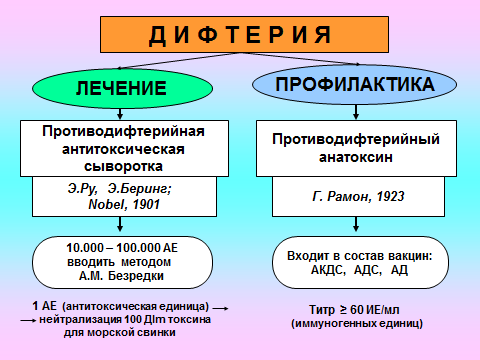 Д И Ф Т Е Р И Я
ЛЕЧЕНИЕ
Противодифтерийная
антитоксическая
сыворотка
Э.Ру, Э.Беринг;
Nobel, 1901
10.000 – 100.000 АЕ
вводить методом
А.М. Безредки
1 АЕ (антитоксическая единица) →
→ нейтрализация 100 Дlm токсина
для морской свинки
ПРОФИЛАКТИКА
Противодифтерийный
анатоксин
Г. Рамон, 1923
Входит в состав вакцин:
АКДС, АДС, АД
Титр ≥ 60 ИЕ/мл
(иммуногенных единиц)